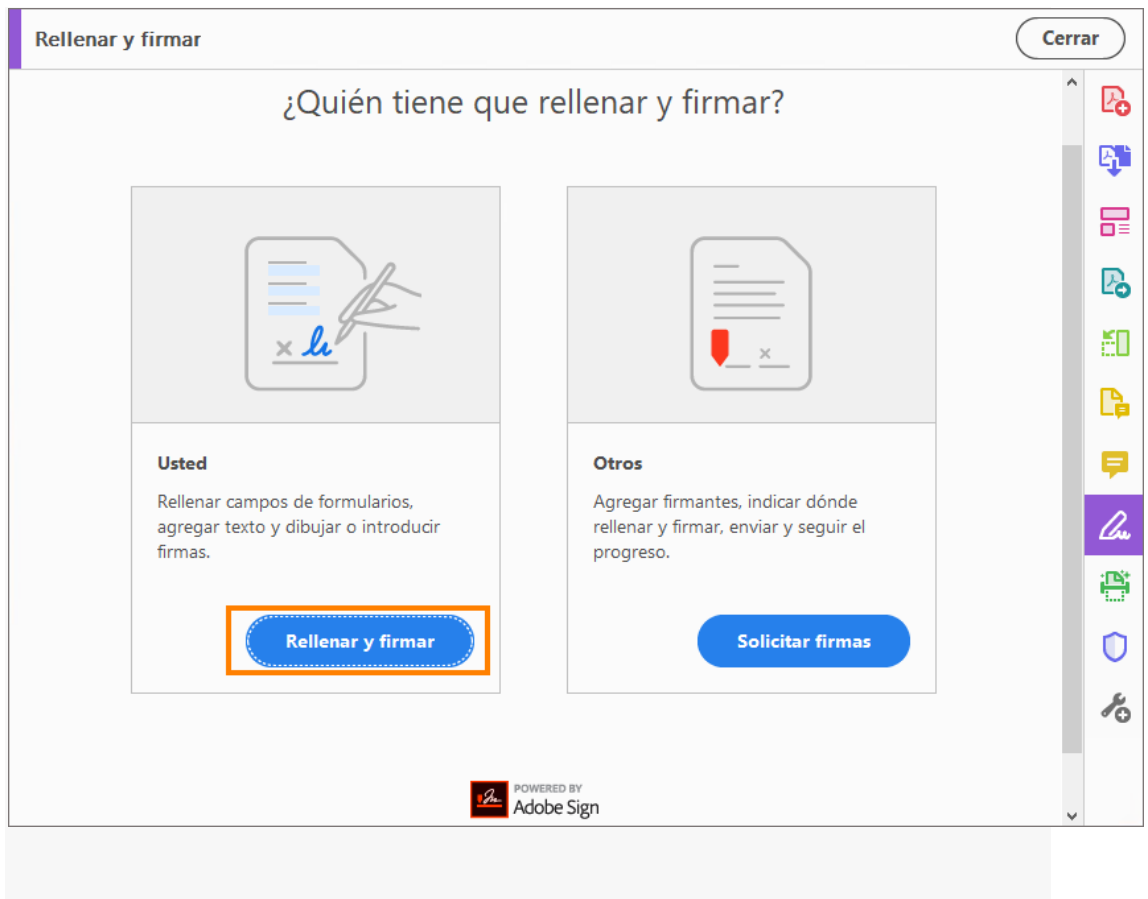 Rellenar y firmar
Cerrar
¿Quién tiene que rellenar y firmar?
Usted
Rellenar campos de formularios,
agregar texto y dibujar o introducir
firmas.
Rellenar y firmar
Otros
Agregar firmantes, indicar dónde
rellenar y firmar, enviar y seguir el
progreso.
Solicitar firmas
POWERED BY
Adobe Sign